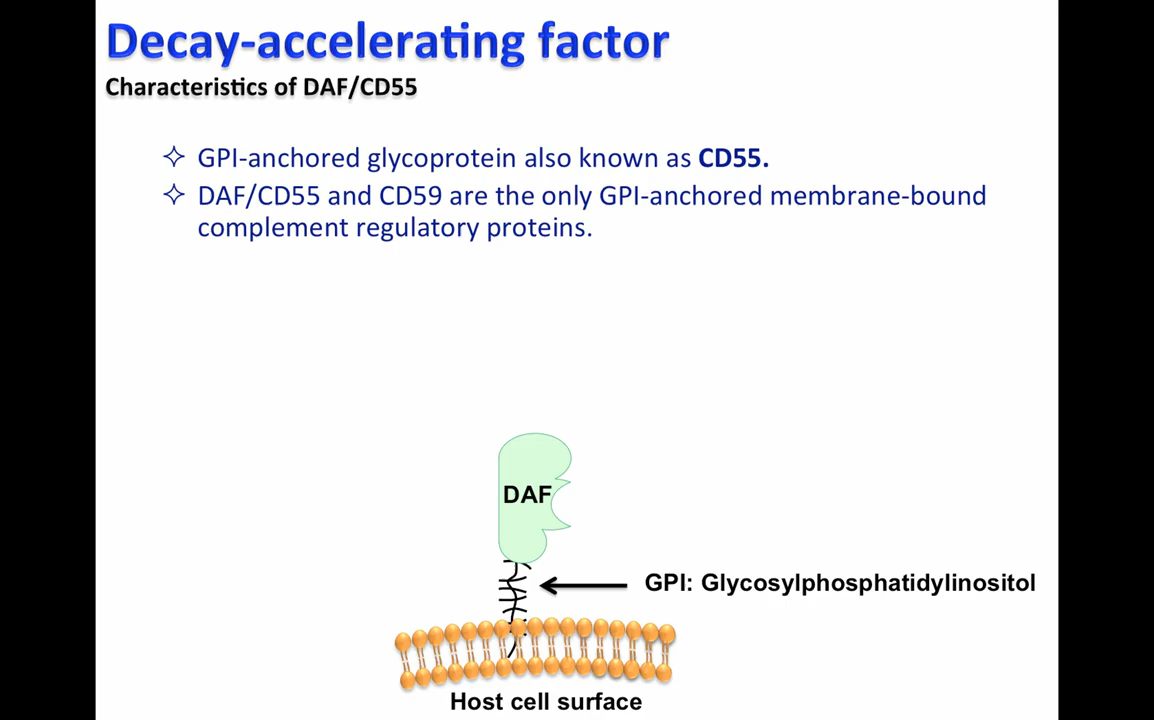 Decay-accelerating factor
Characteristics of DAF/CD55
GPI-anchored glycoprotein also known as CD55.
DAF/CD55 and CD59 are the only GPI-anchored membrane-bound
complement regulatory proteins.
DAF
GPI: Glycosylphosphatidylinositol
Host cell surface